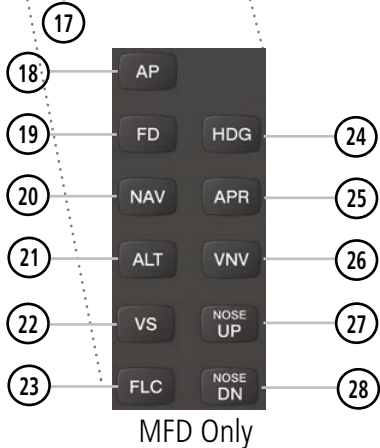 17
18 AP
19 FD HDG 24
20 NAV APR 25
21 ALT VNV 26
22 VS NOSE UP 27
23 FLC NOSE DN 28
MFD Only